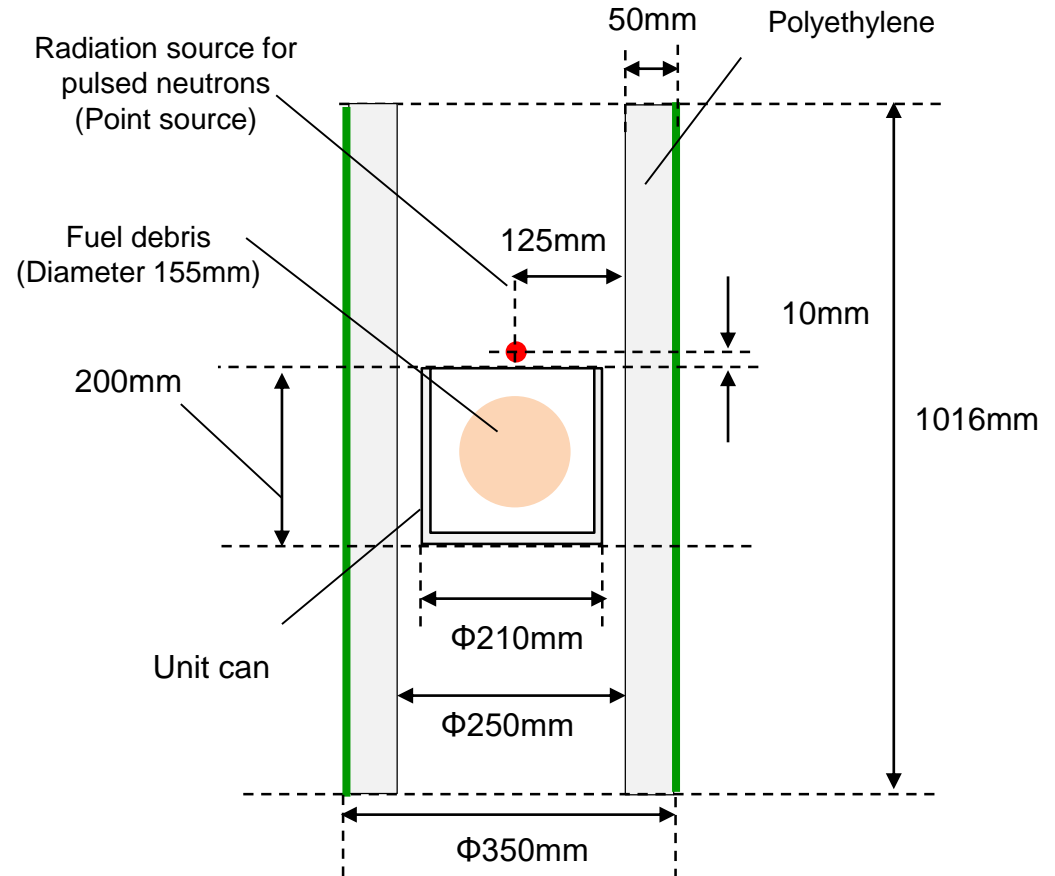 50mm
Polyethylene
Radiation source for
pulsed neutrons
(Point source)
125mm
Fuel debris
(Diameter 155mm)
10mm
200mm
1016mm
Φ210mm
Unit can
Φ250mm
Φ350mm